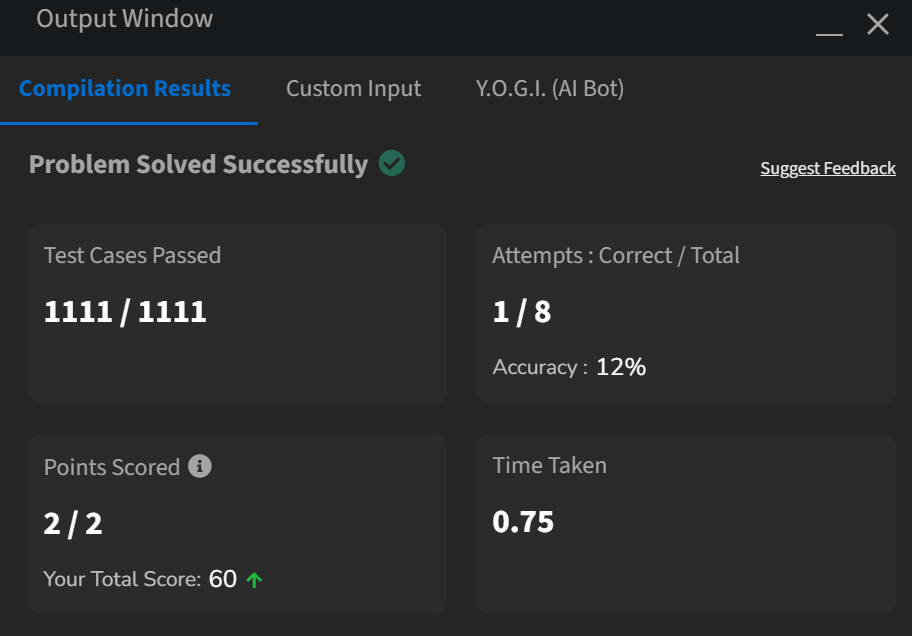 Output Window
Compilation Results
Custom Input
Y.O.G.I. (AI Bot)
Problem Solved Successfully
Suggest Feedback
Test Cases Passed
1111 / 1111
Attempts : Correct / Total
1 / 8
Accuracy : 12%
Points Scored
2 / 2
Your Total Score: 60
Time Taken
0.75